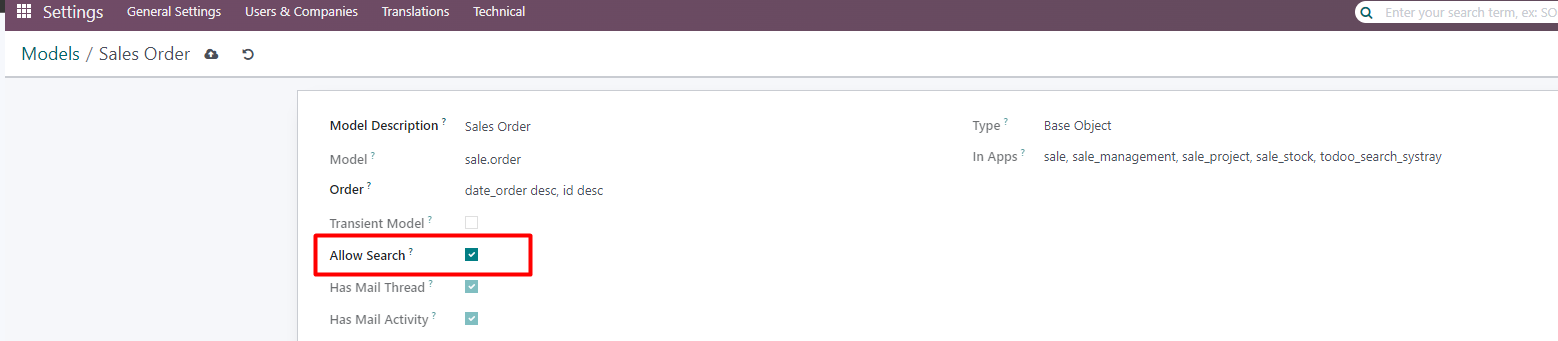 Settings General Settings Users & Companies Translations Technical Enter your search term, ex: SO
Models / Sales Order
Model Description ? Sales Order Type ? Base Object
Model ? sale.order In Apps ? sale, sale_management, sale_project, sale_stock, todoo_search_systray
Order ? date_order desc, id desc
Transient Model ?
Allow Search ?
Has Mail Thread ?
Has Mail Activity ?